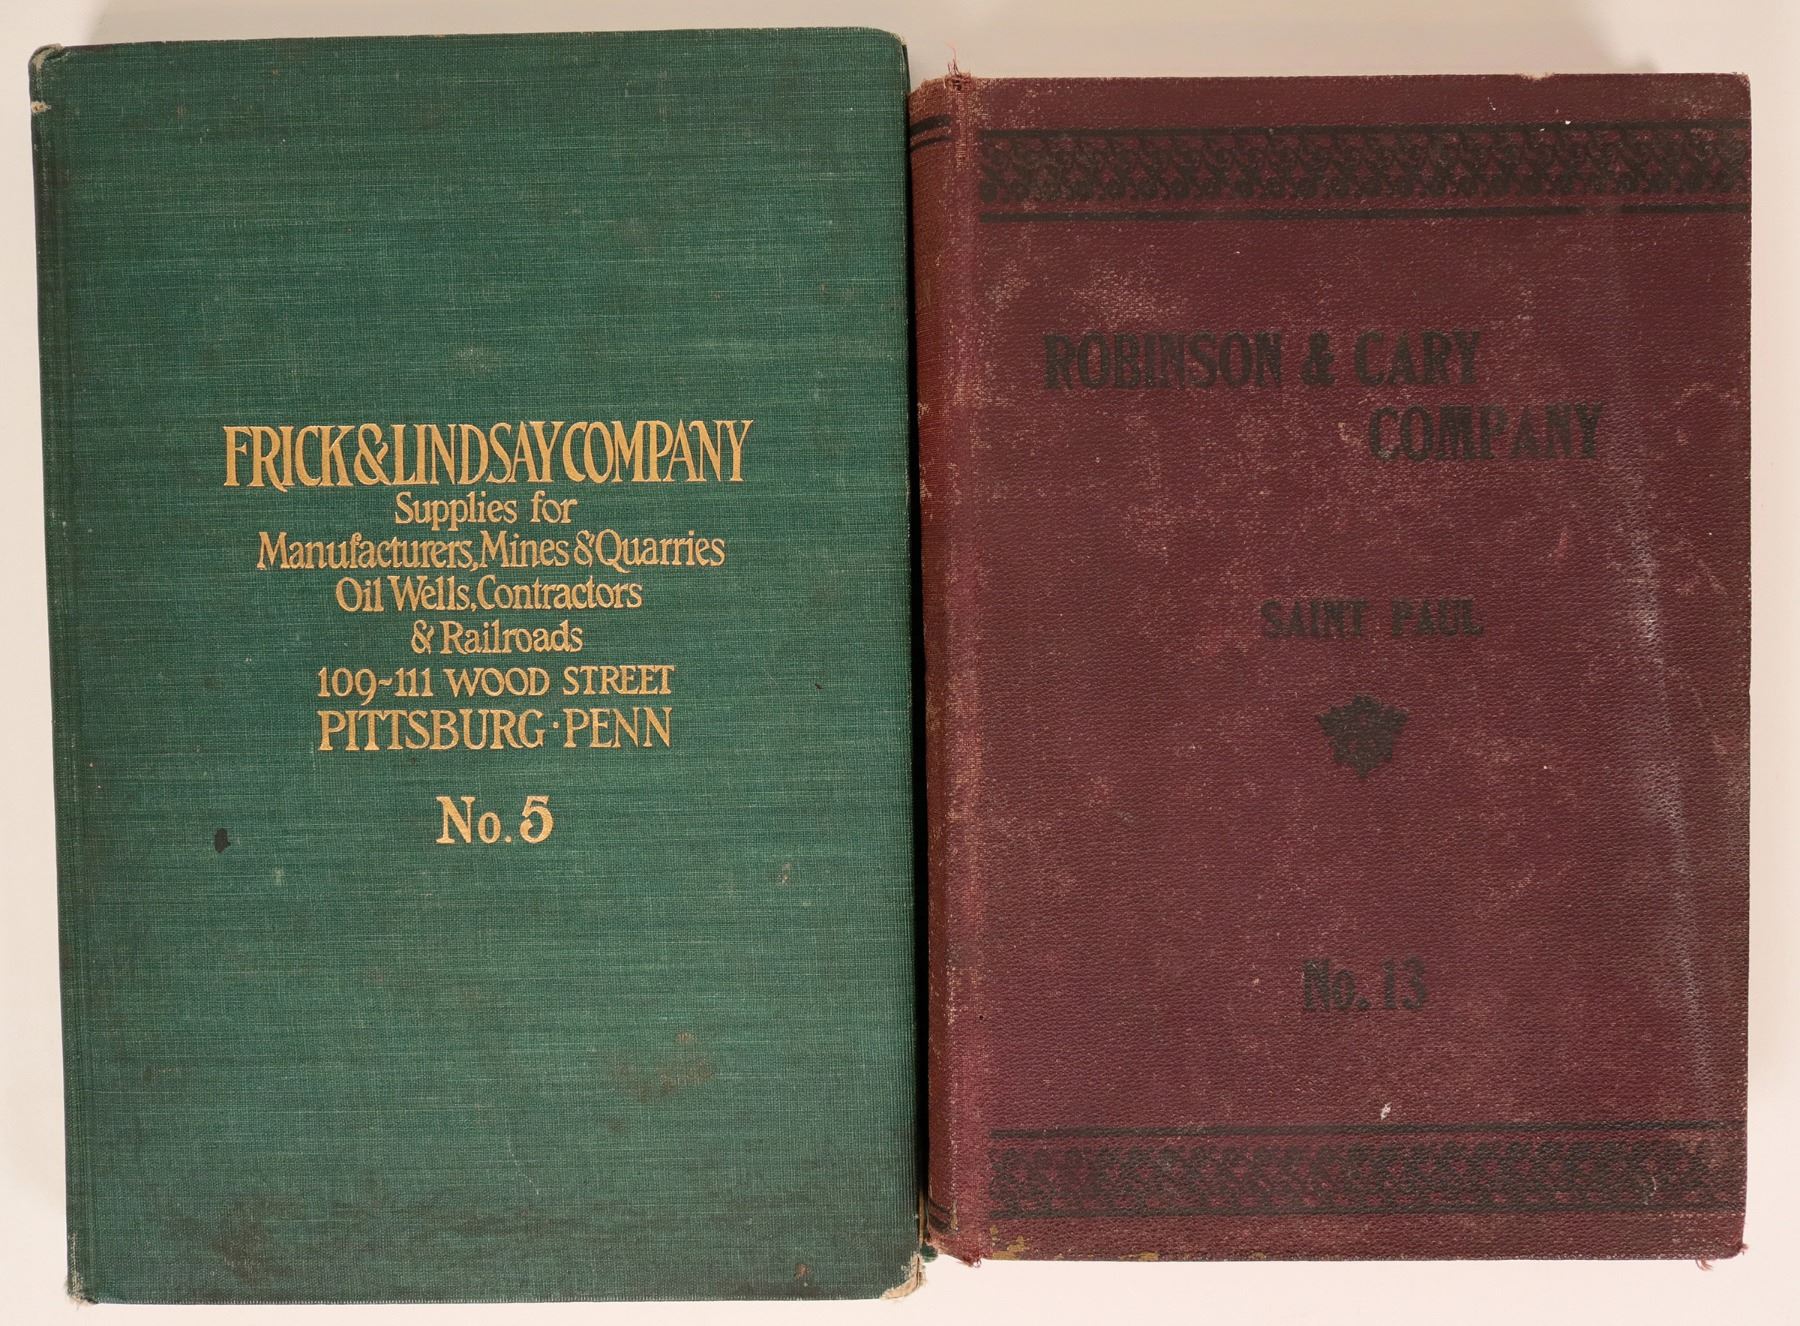 FRICK & LINDSAY COMPANY
Supplies for
Manufacturers, Mines & Quarries
Oil Wells, Contractors
& Railroads
109-111 WOOD STREET
PITTSBURG · PENN
No. 5
ROBINSON & CARY
COMPANY
SAINT PAUL
No. 13